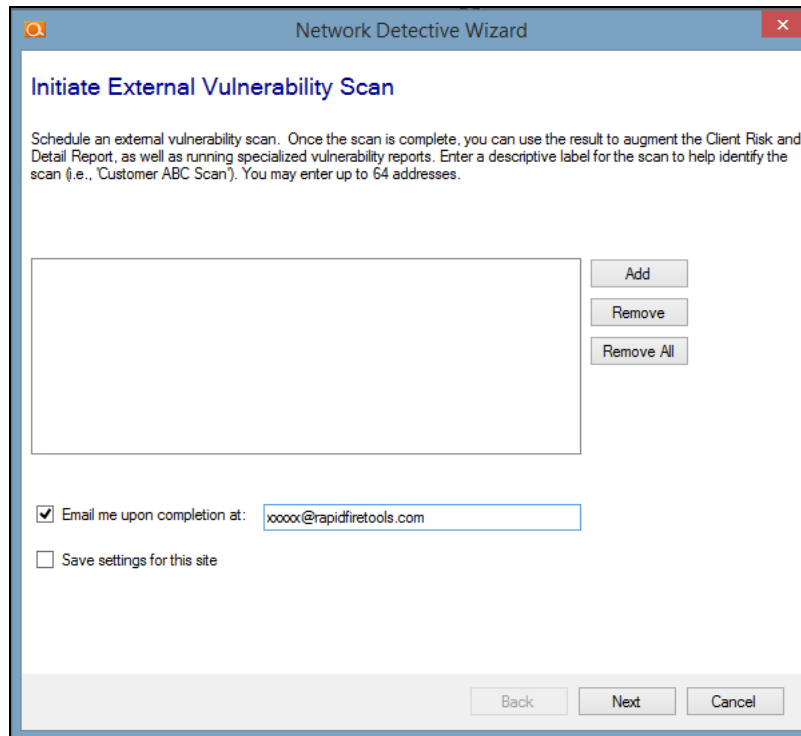 Network Detective Wizard
Initiate External Vulnerability Scan
Schedule an external vulnerability scan. Once the scan is complete, you can use the result to augment the Client Risk and
Detail Report, as well as running specialized vulnerability reports. Enter a descriptive label for the scan to help identify the
scan (i.e., 'Customer ABC Scan'). You may enter up to 64 addresses.
Add
Remove
Remove All
Email me upon completion at: xxxxx@rapidfiretools.com
Save settings for this site
Back Next Cancel